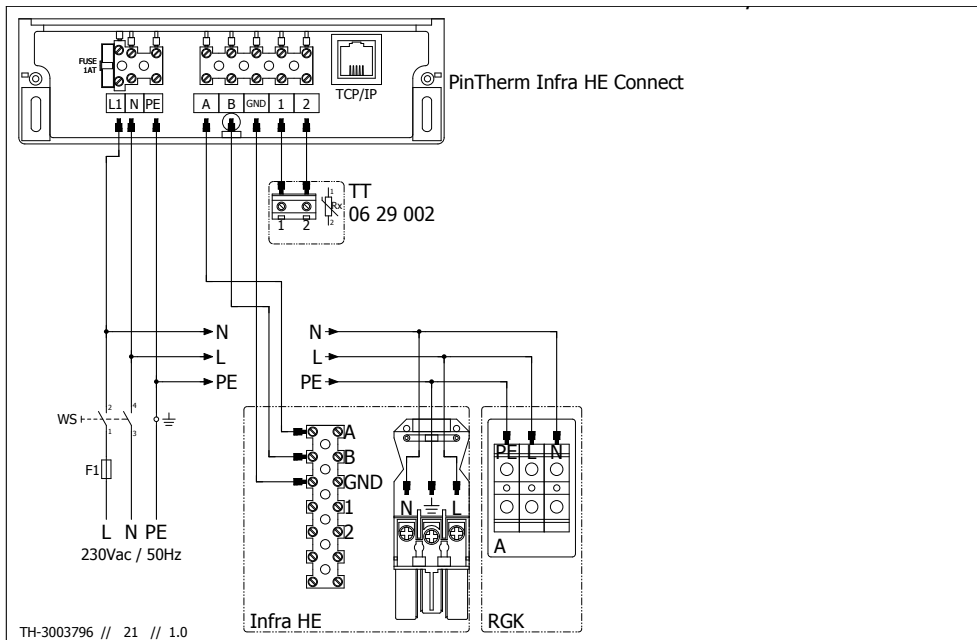 FUSE
1AT
TCP/IP
PinTherm Infra HE Connect
L1 N PE
A B GND 1 2
TT
06 29 002
1
Rx
2
1 2
N N
L L
PE PE
WS
2 4
1 3
F1
A
B
GND
1
2
N L
PE L N
A
L N PE
230Vac / 50Hz
Infra HE
RGK
TH-3003796 // 21 // 1.0